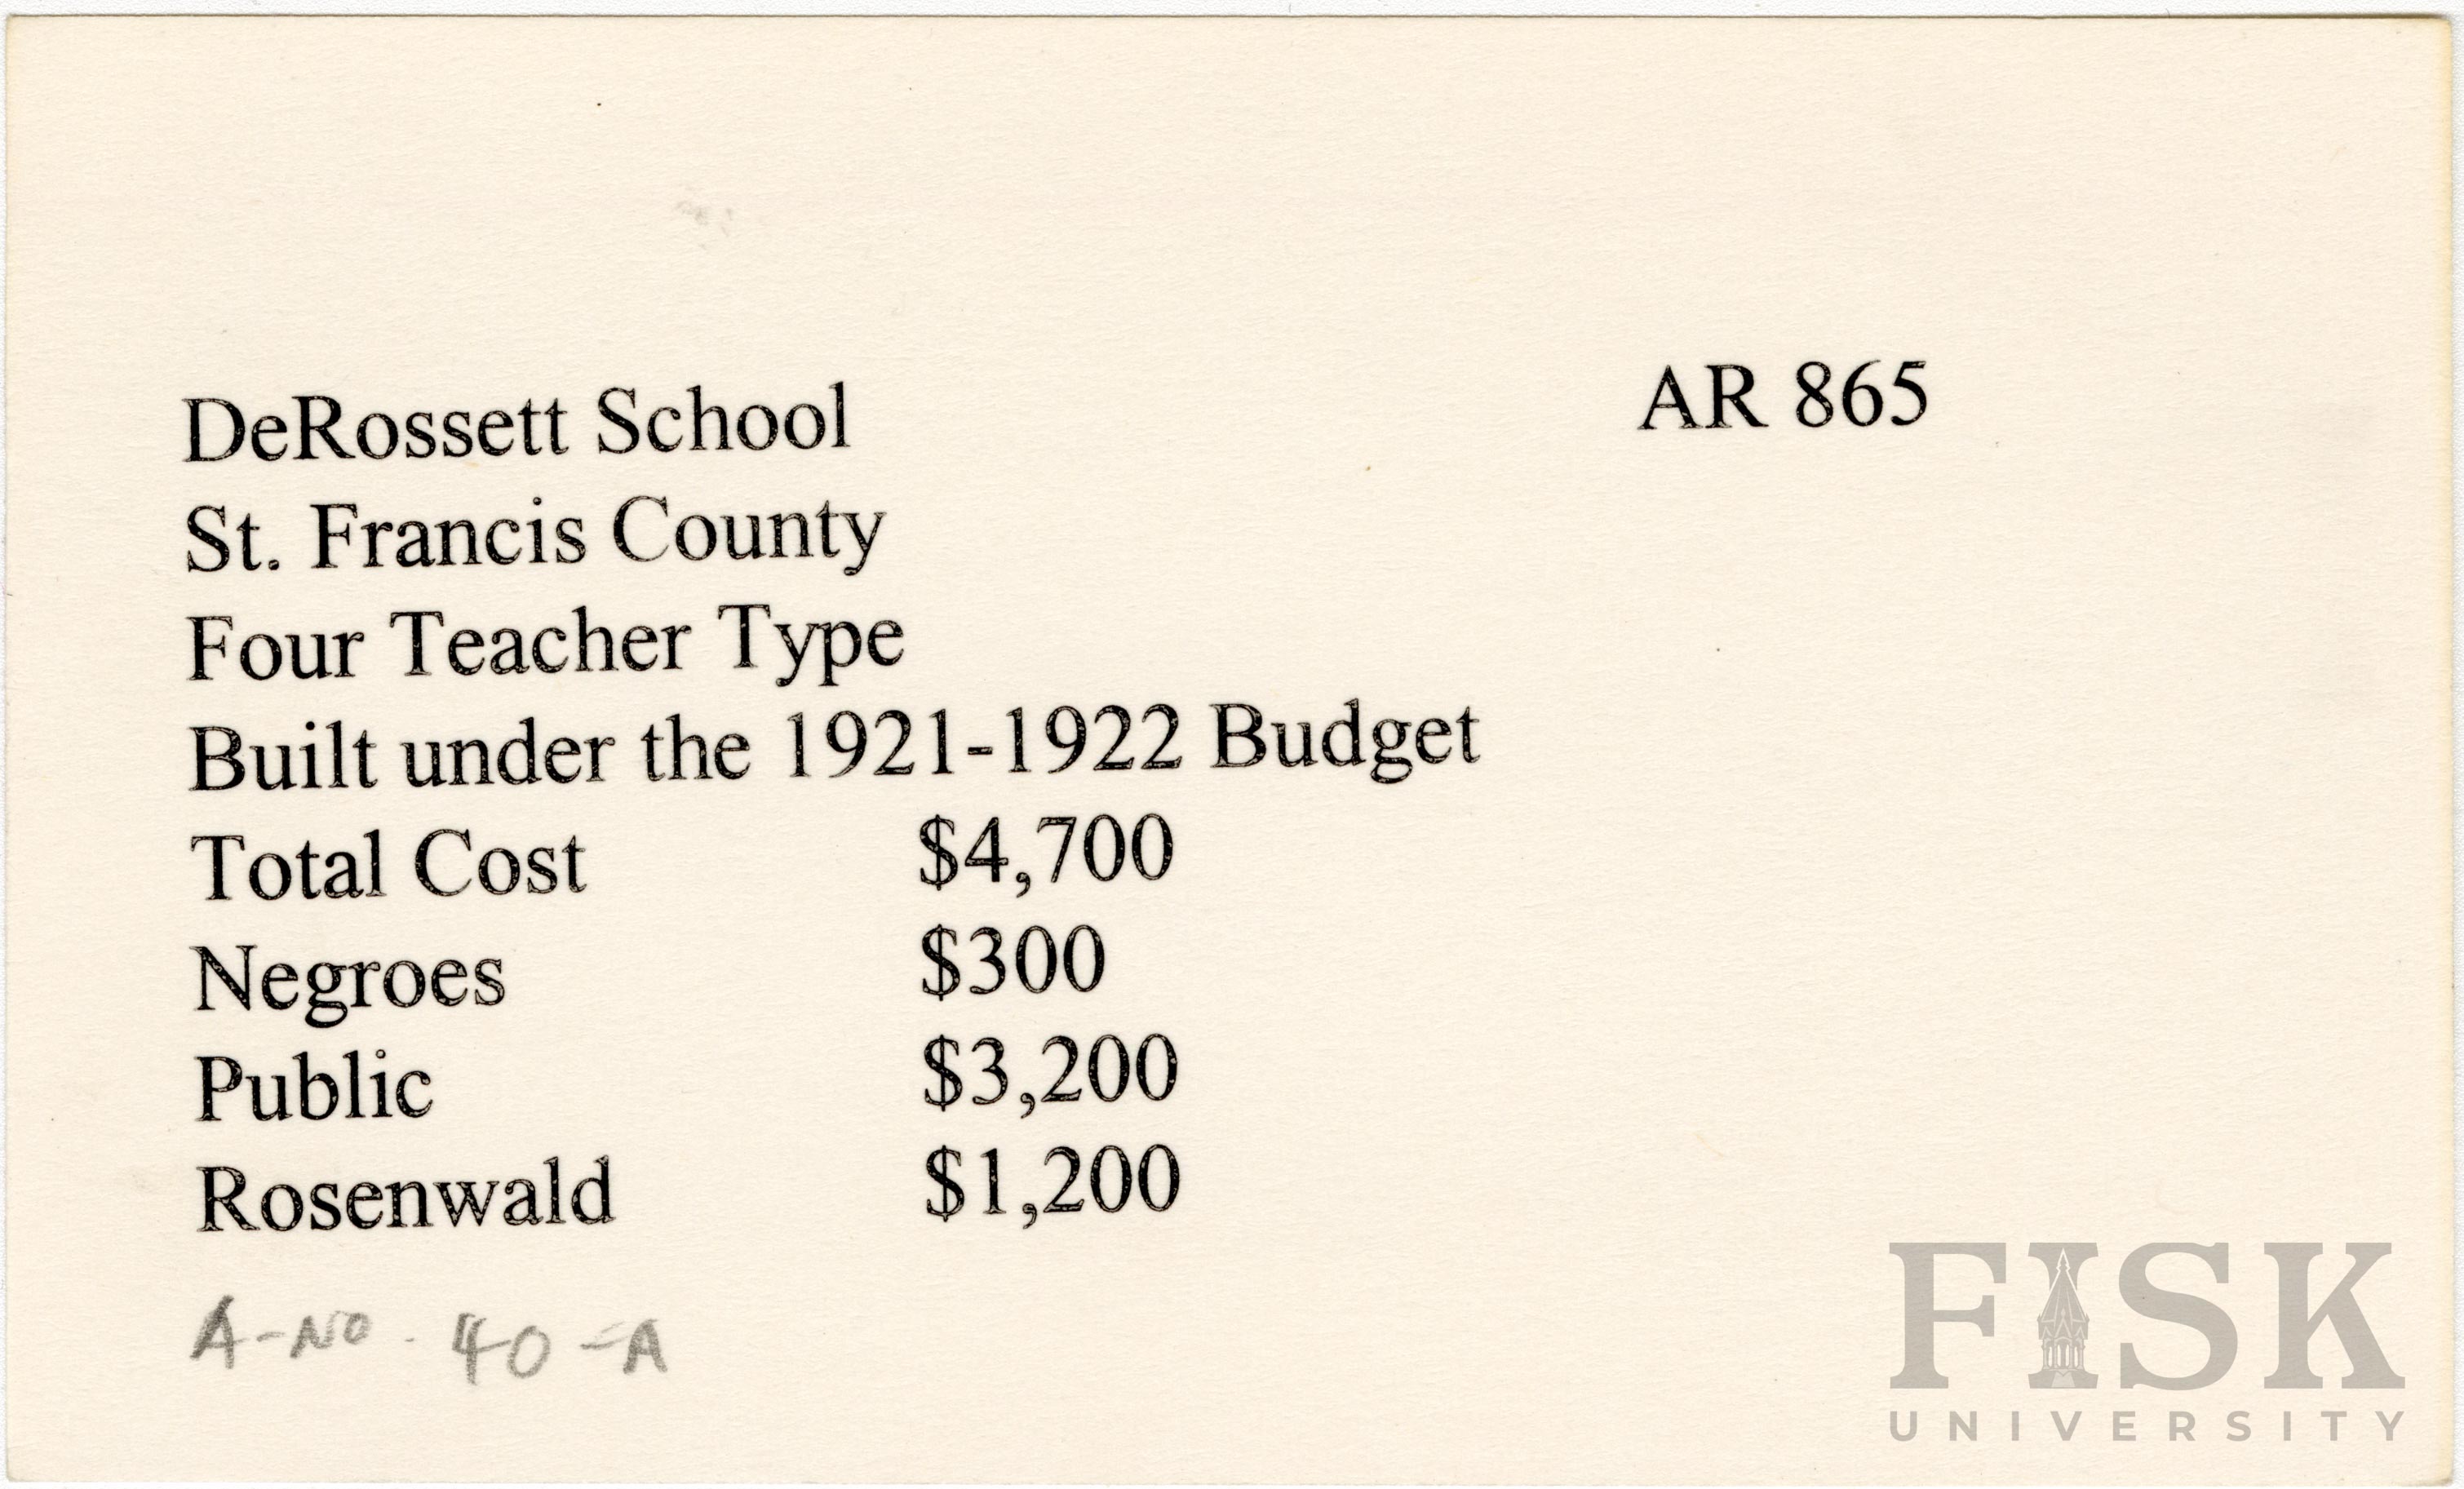 DeRossett School AR 865
St. Francis County
Four Teacher Type
Built under the 1921-1922 Budget
Total Cost $4,700
Negroes $300
Public $3,200
Rosenwald $1,200
A-NO-40-A
FISK
UNIVERSITY